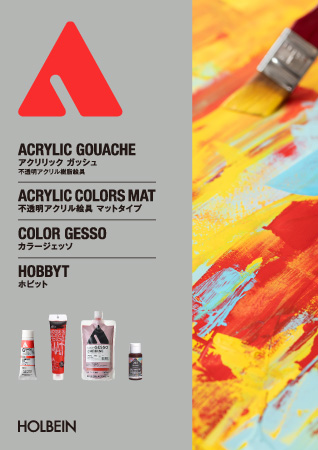 ACRYLIC GOUACHE
アクリリック ガッシュ
不透明アクリル樹脂絵具
ACRYLIC COLORS MAT
不透明アクリル絵具 マットタイプ
COLOR GESSO
カラージェッソ
HOBBYT
ホビット
GESSO
HOLBEIN